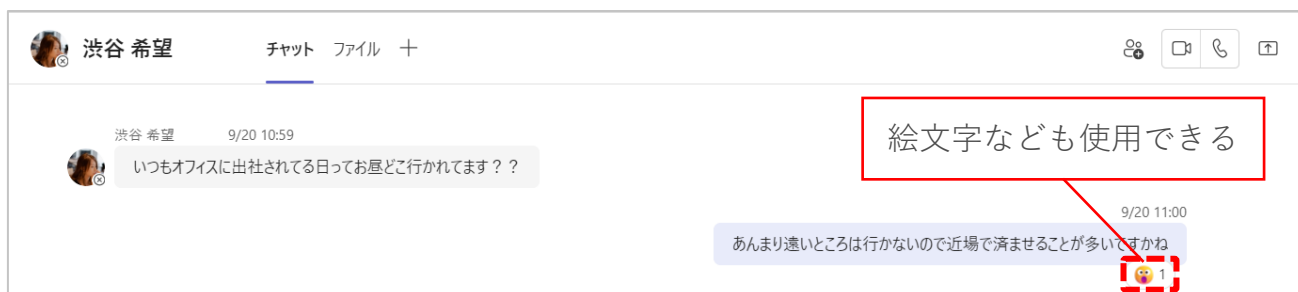 渋谷 希望 チャット ファイル
絵文字なども使用できる
渋谷 希望 9/20 10:59
いつもオフィスに出社されてる日ってお昼どこ行かれてます？？
9/20 11:00
あんまり遠いところは行かないので近場で済ませることが多いですかね
1